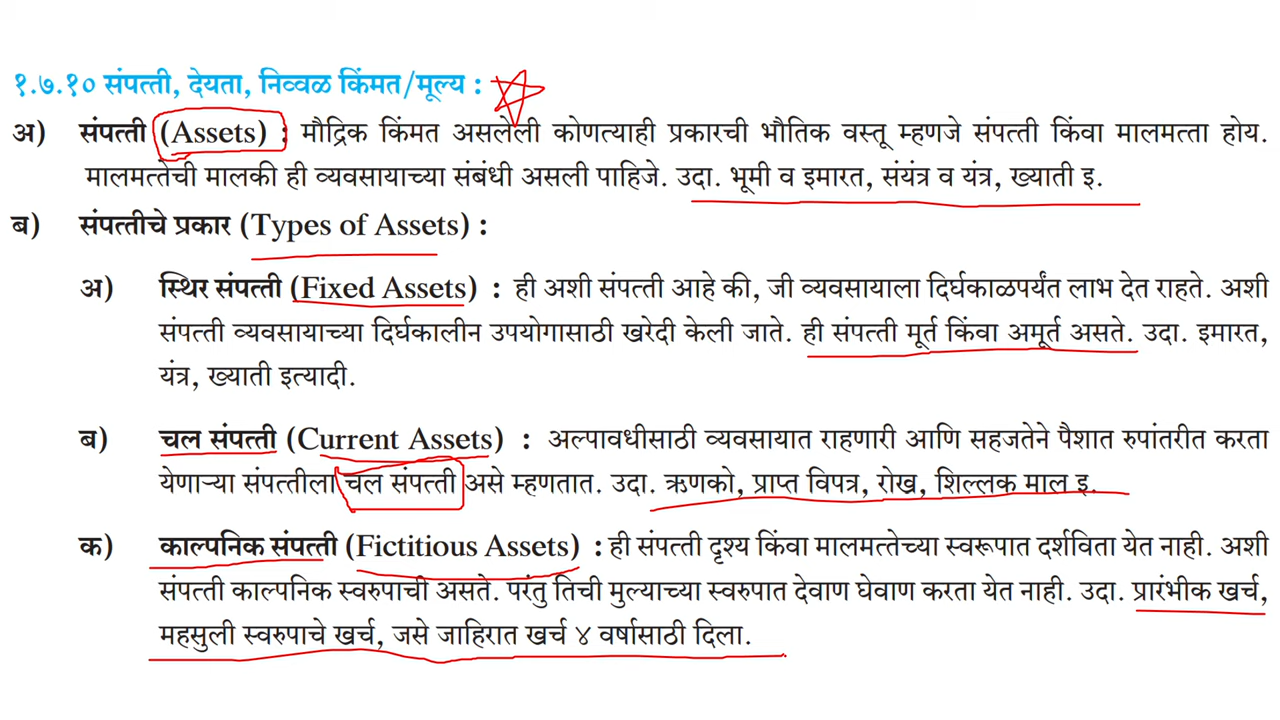 १.७.१० संपत्ती, देयता, निव्वळ किंमत/मूल्य :
अ) संपत्ती (Assets) : मौद्रिक किंमत असलेली कोणत्याही प्रकारची भौतिक वस्तू म्हणजे संपत्ती किंवा मालमत्ता होय.
मालमत्तेची मालकी ही व्यवसायाच्या संबंधी असली पाहिजे. उदा. भूमी व इमारत, संयंत्र व यंत्र, ख्याती इ.
ब) संपत्तीचे प्रकार (Types of Assets) :
अ) स्थिर संपत्ती (Fixed Assets) : ही अशी संपत्ती आहे की, जी व्यवसायाला दिर्घकाळपर्यंत लाभ देत राहते. अशी
संपत्ती व्यवसायाच्या दिर्घकालीन उपयोगासाठी खरेदी केली जाते. ही संपत्ती मूर्त किंवा अमूर्त असते. उदा. इमारत,
यंत्र, ख्याती इत्यादी.
ब) चल संपत्ती (Current Assets) : अल्पावधीसाठी व्यवसायात राहणारी आणि सहजतेने पैशात रुपांतरीत करता
येणाऱ्या संपत्तीला चल संपत्ती असे म्हणतात. उदा. ऋणको, प्राप्त विपत्र, रोख, शिल्लक माल इ.
क) काल्पनिक संपत्ती (Fictitious Assets) : ही संपत्ती दृश्य किंवा मालमत्तेच्या स्वरूपात दर्शविता येत नाही. अशी
संपत्ती काल्पनिक स्वरुपाची असते. परंतु तिची मुल्याच्या स्वरुपात देवाण घेवाण करता येत नाही. उदा. प्रारंभीक खर्च,
महसुली स्वरुपाचे खर्च, जसे जाहिरात खर्च ४ वर्षासाठी दिला.